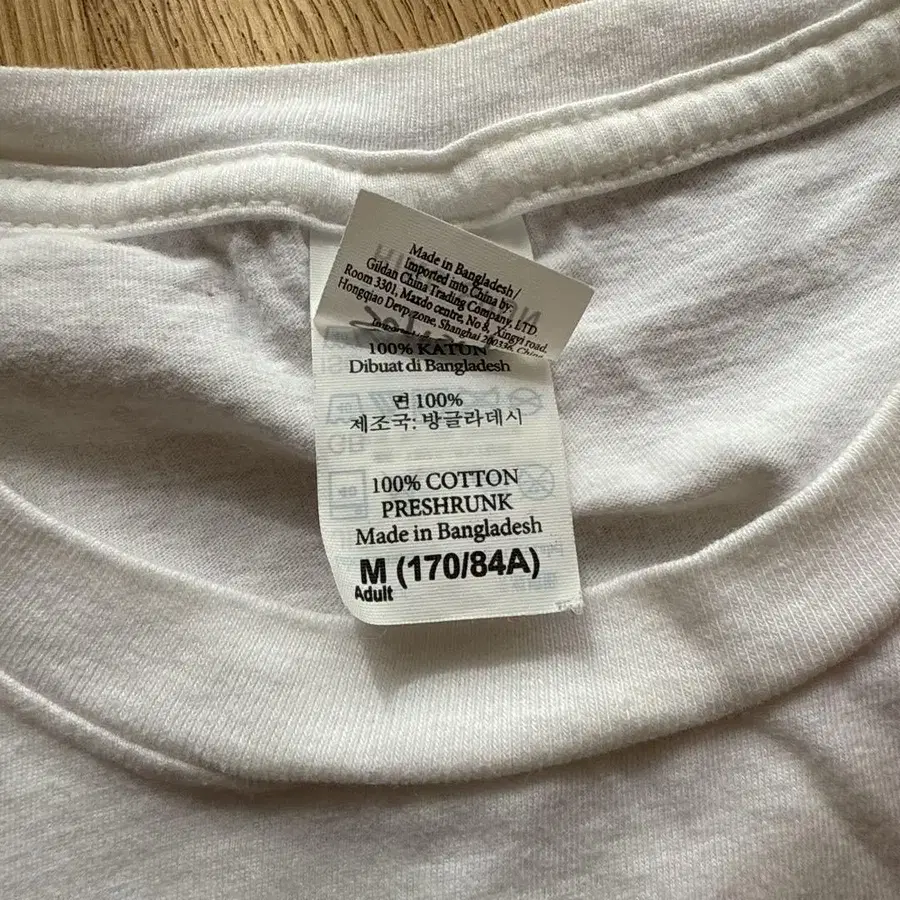 Made in Bangladesh/
Imported into China by:
Gildan China Trading Company, LTD
Room 3301, Maxdo centre, No 8, Xingyi road,
Hongqiao Devp, zone, Shanghai 200336, China
100% KATUN
Dibuat di Bangladesh
면 100%
제조국: 방글라데시
100% COTTON
PRESHRUNK
Made in Bangladesh
M (170/84A)
Adult